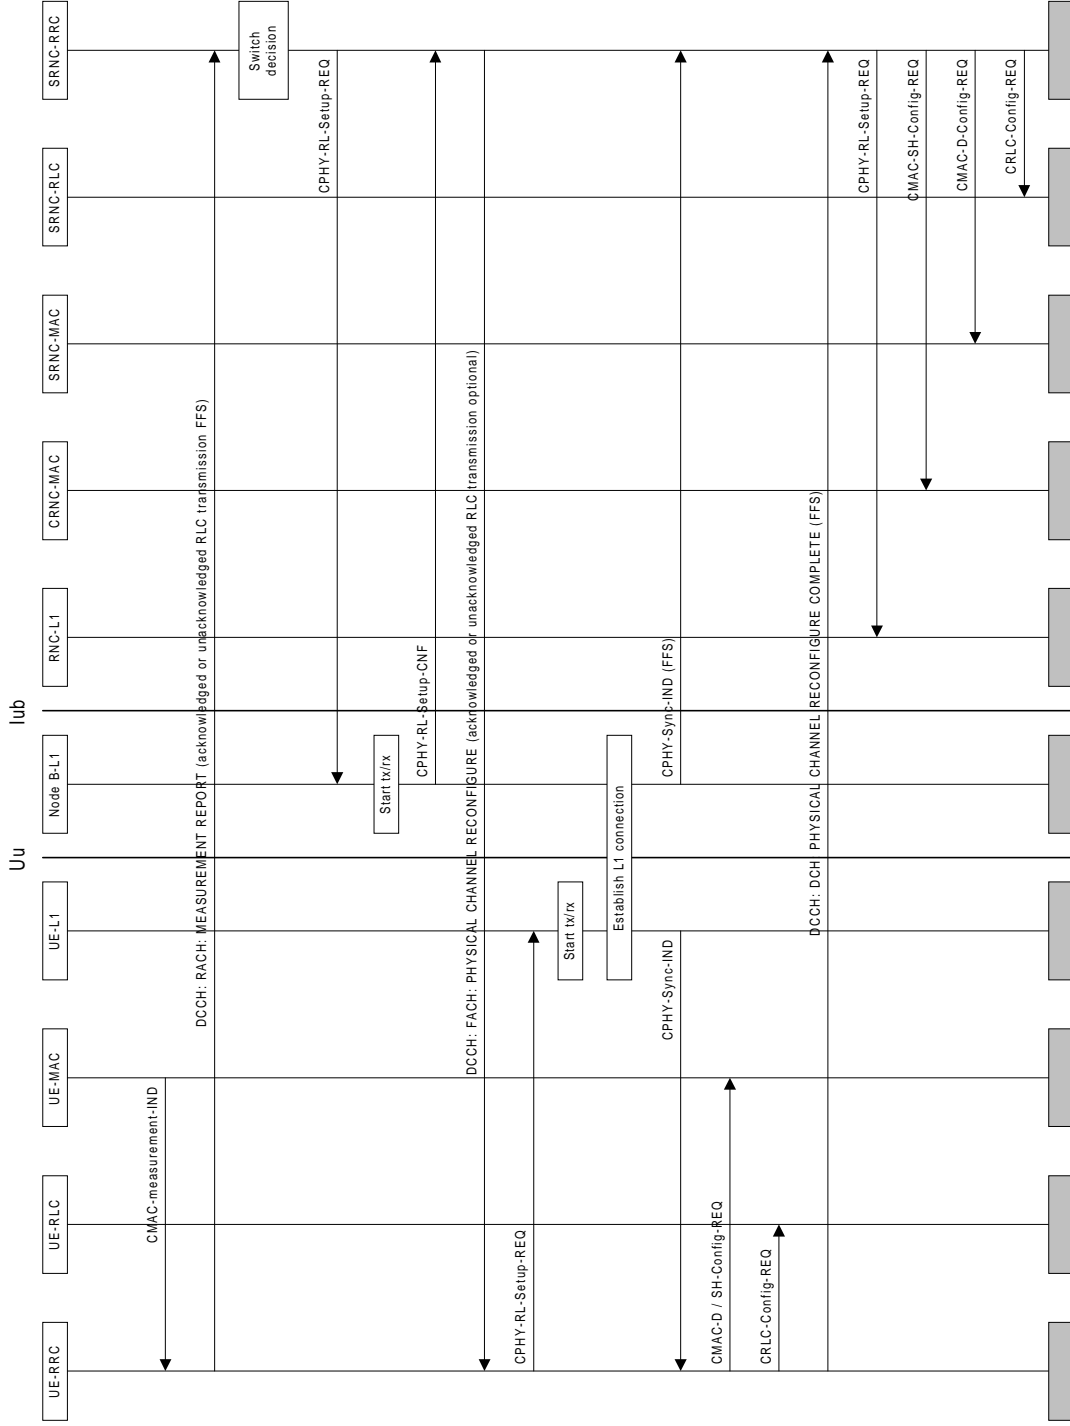 Uu
Iub
UE-RRC
UE-RLC
UE-MAC
UE-L1
Node B-L1
RNC-L1
CRNC-MAC
SRNC-MAC
SRNC-RLC
SRNC-RRC
CMAC-measurement-IND
DCCH: RACH: MEASUREMENT REPORT (acknowledged or unacknowledged RLC transmission FFS)
Switch
decision
CPHY-RL-Setup-REQ
Start tx/rx
CPHY-RL-Setup-CNF
DCCH: FACH: PHYSICAL CHANNEL RECONFIGURE (acknowledged or unacknowledged RLC transmission optional)
CPHY-RL-Setup-REQ
Start tx/rx
Establish L1 connection
CPHY-Sync-IND
CPHY-Sync-IND (FFS)
CMAC-D / SH-Config-REQ
CRLC-Config-REQ
DCCH: DCH PHYSICAL CHANNEL RECONFIGURE COMPLETE (FFS)
CPHY-RL-Setup-REQ
CMAC-SH-Config-REQ
CMAC-D-Config-REQ
CRLC-Config-REQ